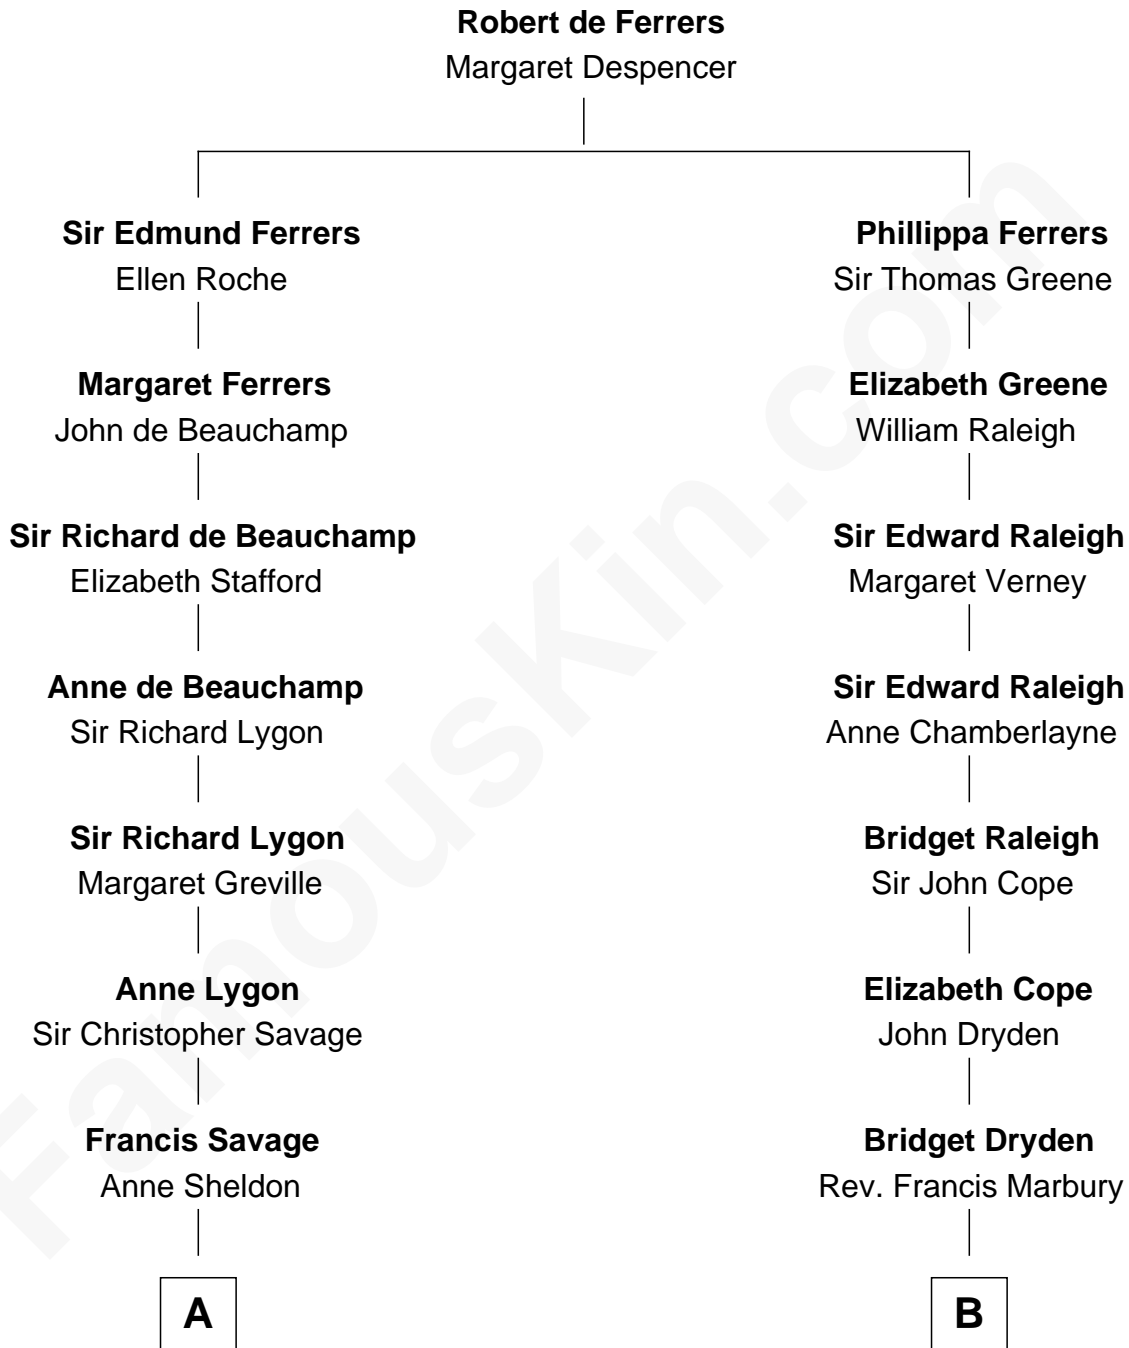 Robert de Ferrers
Margaret Despencer
Sir Edmund Ferrers
Ellen Roche
Margaret Ferrers
John de Beauchamp
Sir Richard de Beauchamp
Elizabeth Stafford
Anne de Beauchamp
Sir Richard Lygon
Sir Richard Lygon
Margaret Greville
Anne Lygon
Sir Christopher Savage
Francis Savage
Anne Sheldon
A
Phillippa Ferrers
Sir Thomas Greene
Elizabeth Greene
William Raleigh
Sir Edward Raleigh
Margaret Verney
Sir Edward Raleigh
Anne Chamberlayne
Bridget Raleigh
Sir John Cope
Elizabeth Cope
John Dryden
Bridget Dryden
Rev. Francis Marbury
B
FamousKin.com